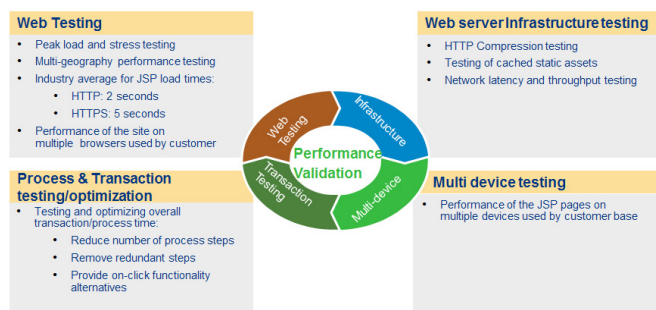 Web Testing
• Peak load and stress testing
• Multi-geography performance testing
• Industry average for JSP load times:
• HTTP: 2 seconds
• HTTPS: 5 seconds
• Performance of the site on
multiple browsers used by customer
Web server Infrastructure testing
• HTTP Compression testing
• Testing of cached static assets
• Network latency and throughput testing
Web
Testing
Infrastructure
Performance
Validation
Transaction
Testing
Multi-device
Process & Transaction
testing/optimization
• Testing and optimizing overall
transaction/process time:
• Reduce number of process steps
• Remove redundant steps
• Provide on-click functionality
alternatives
Multi device testing
• Performance of the JSP pages on
multiple devices used by customer base